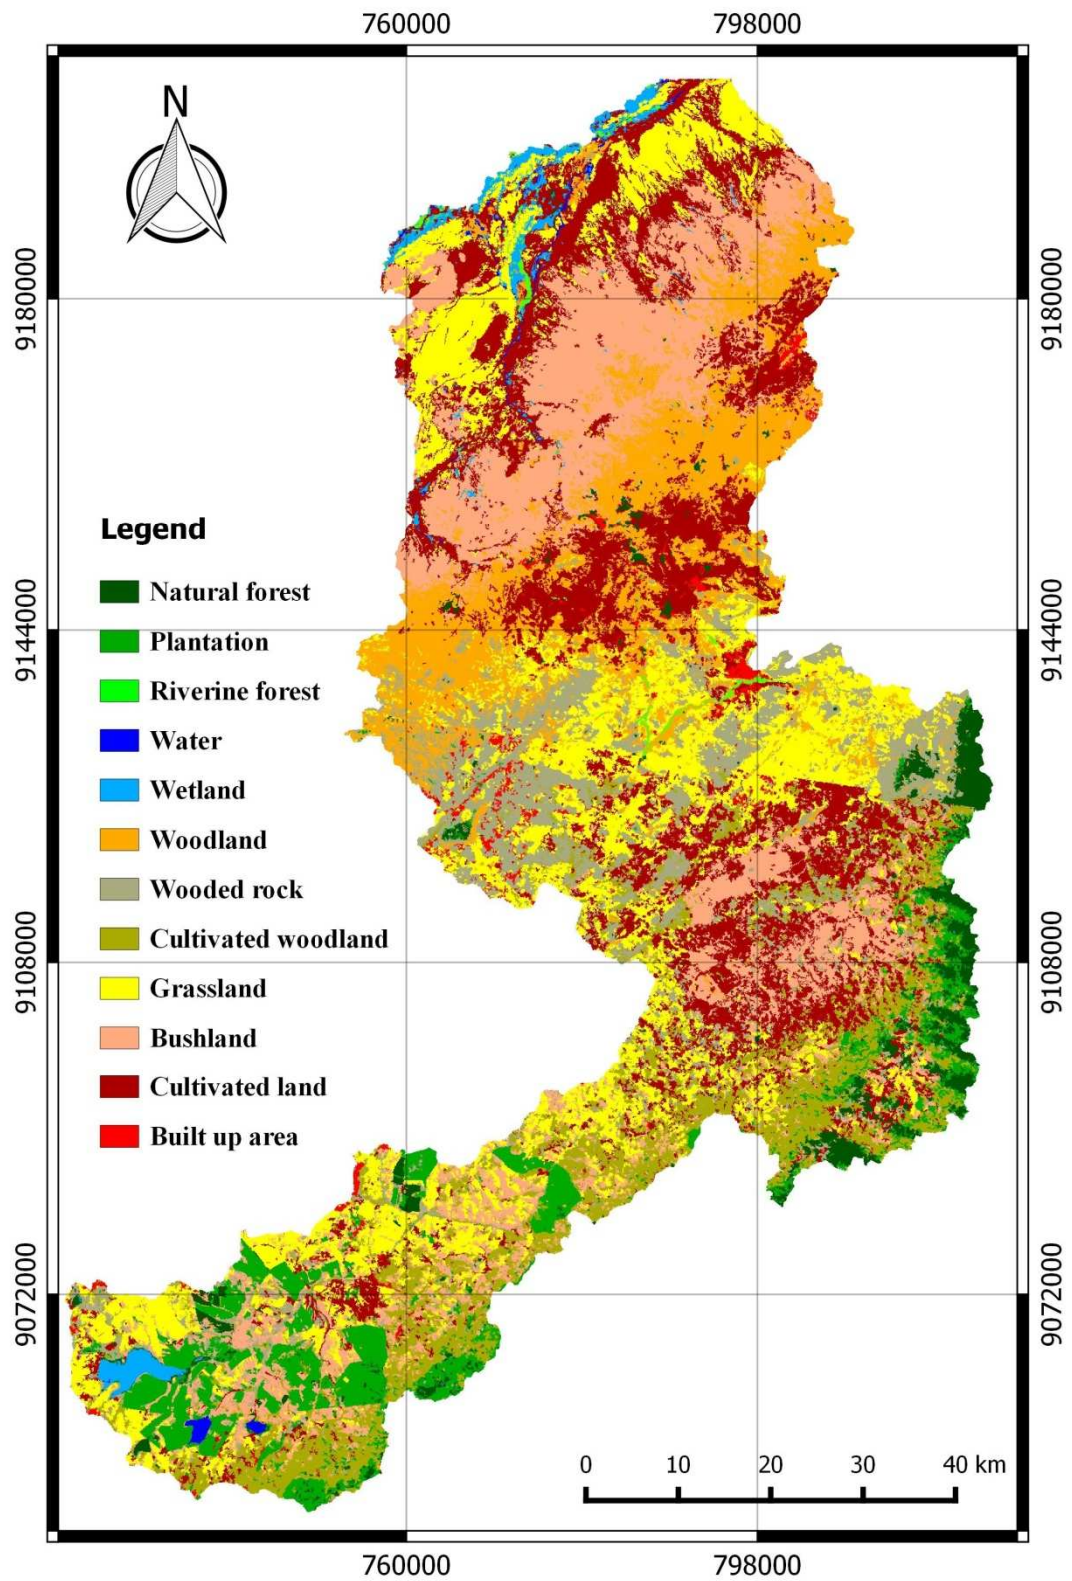 760000 798000
N
9180000 9180000
Legend
Natural forest
Plantation
Riverine forest
Water
Wetland
Woodland
Wooded rock
Cultivated woodland
Grassland
Bushland
Cultivated land
Built up area
9144000 9144000
9108000 9108000
9072000 9072000
0 10 20 30 40 km
760000 798000